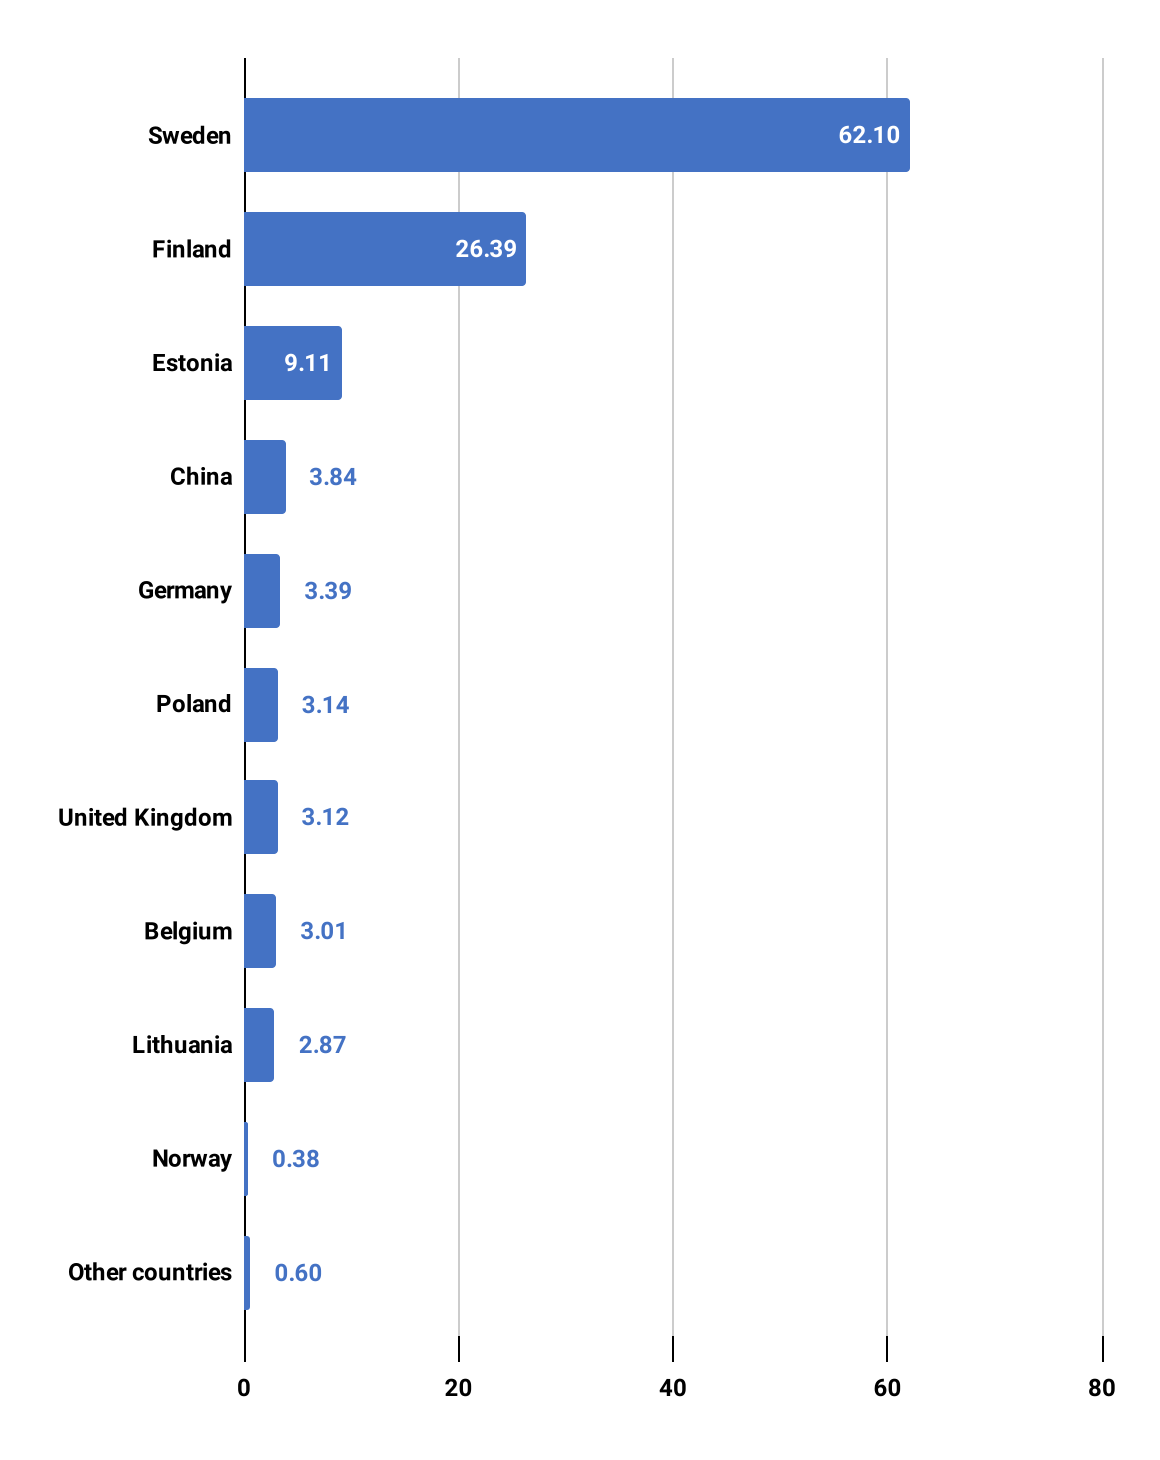 Sweden 62.10
Finland 26.39
Estonia 9.11
China 3.84
Germany 3.39
Poland 3.14
United Kingdom 3.12
Belgium 3.01
Lithuania 2.87
Norway 0.38
Other countries 0.60
0 20 40 60 80